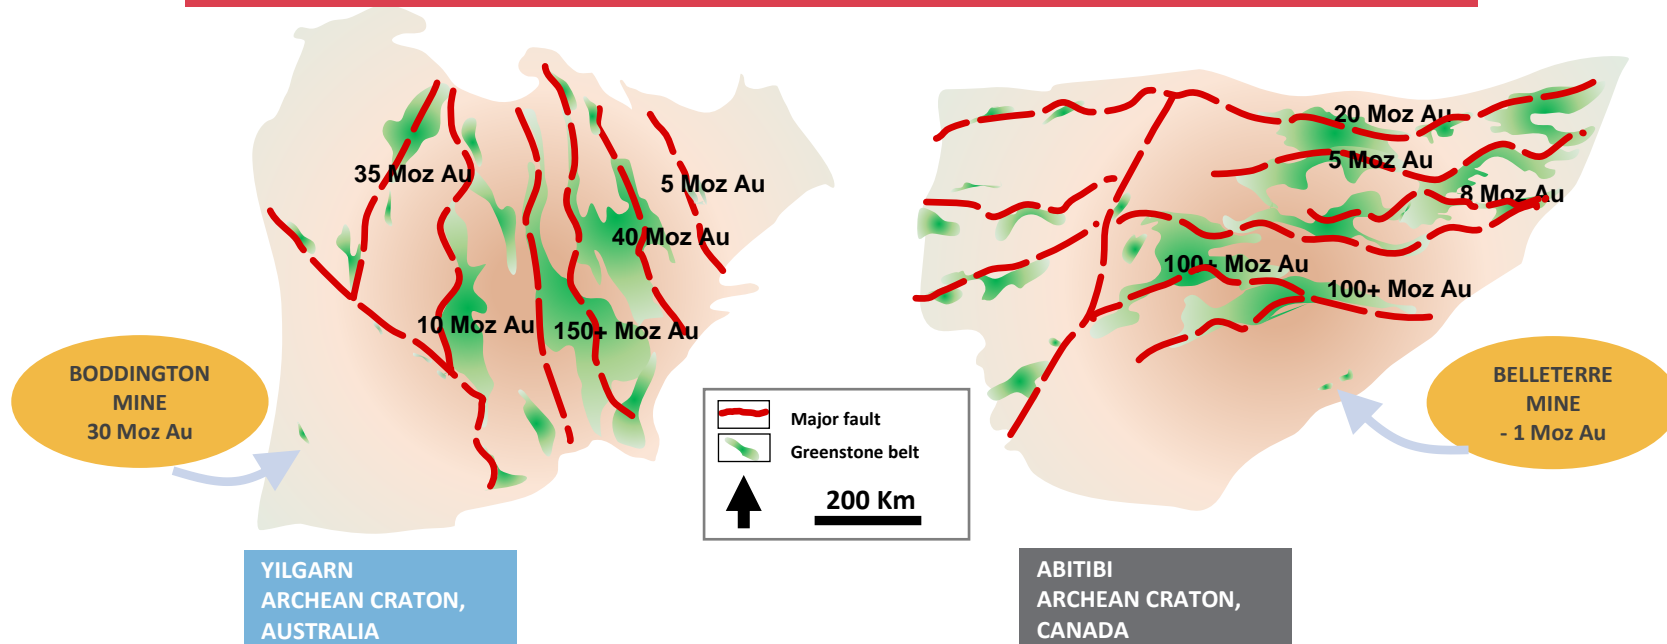 20 Moz Au
35 Moz Au
5 Moz Au
5 Moz Au
8 Moz Au
40 Moz Au
100+ Moz Au
100+ Moz Au
10 Moz Au
150+ Moz Au
BODDINGTON
MINE
30 Moz Au
BELLETERRE
MINE
- 1 Moz Au
Major fault
Greenstone belt
200 Km
YILGARN
ARCHEAN CRATON,
AUSTRALIA
ABITIBI
ARCHEAN CRATON,
CANADA